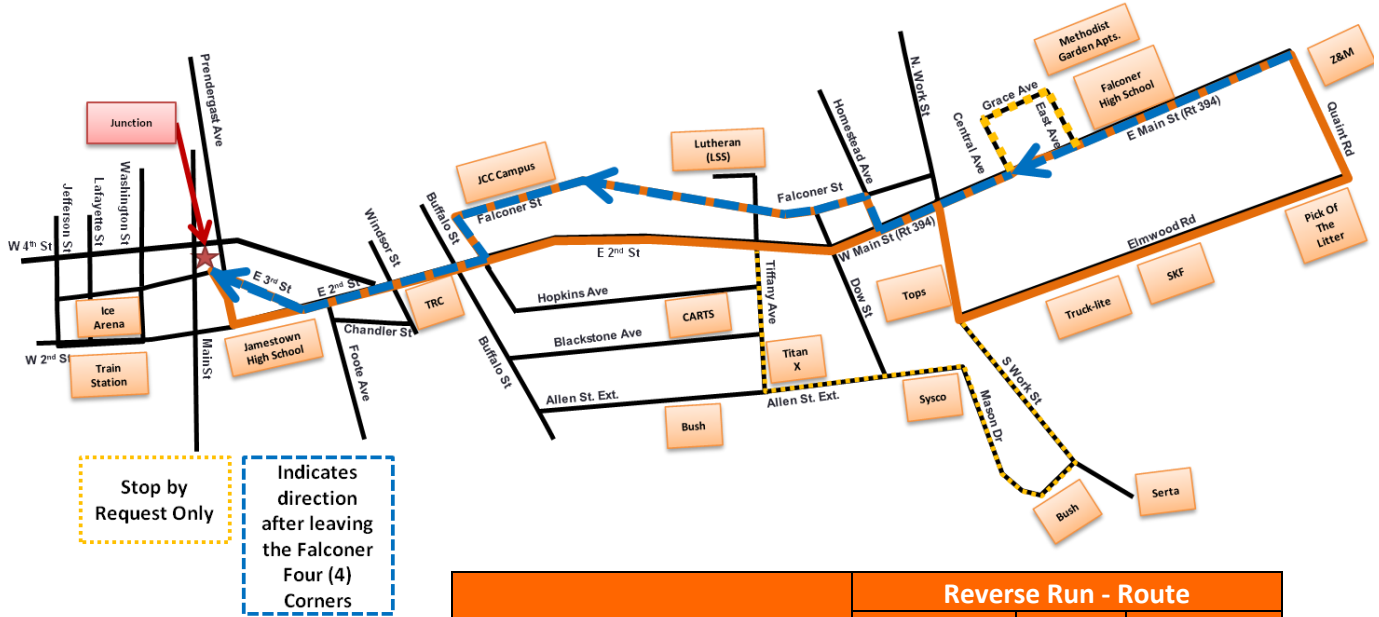 Prendergast Ave
Junction
Washington St
Lafayette St
Jefferson St
W 4th St
W 2nd St
Ice
Arena
Train
Station
Main St
E 3rd St
Jamestown
High School
E 2nd St
Chandler St
Foote Ave
Windsor St
TRC
Buffalo St
JCC Campus
Falconer St
Hopkins Ave
Blackstone Ave
Buffalo St
Allen St. Ext.
Bush
CARTS
E 2nd St
Lutheran
(LSS)
Tiffany Ave
Titan
X
Allen St. Ext.
Dow St
Falconer St
Homestead Ave
N. Work St
W Main St (Rt 394)
Tops
Sysco
Mason Dr
S Work St
Bush
Serta
Central Ave
Grace Ave
East Ave
Methodist
Garden Apts.
Falconer
High School
E Main St (Rt 394)
Z&M
Quaint Rd
Pick Of
The
Litter
Elmwood Rd
SKF
Truck-lite
Stop by
Request Only
Indicates
direction
after leaving
the Falconer
Four (4)
Corners
Reverse Run - Route